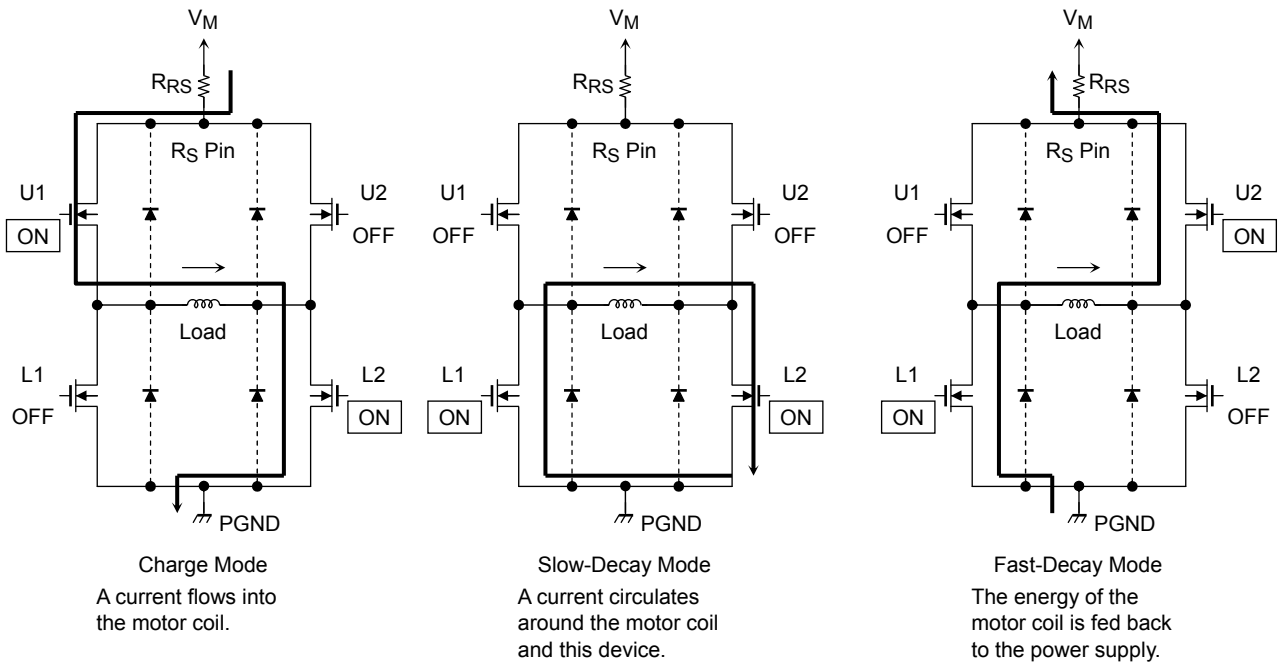 VM
RRS
RS Pin
U1
ON
U2
OFF
Load
L1
OFF
L2
ON
PGND
Charge Mode
A current flows into
the motor coil.
VM
RRS
RS Pin
U1
OFF
U2
OFF
Load
L1
ON
L2
ON
PGND
Slow-Decay Mode
A current circulates
around the motor coil
and this device.
VM
RRS
RS Pin
U1
OFF
U2
ON
Load
L1
ON
L2
OFF
PGND
Fast-Decay Mode
The energy of the
motor coil is fed back
to the power supply.